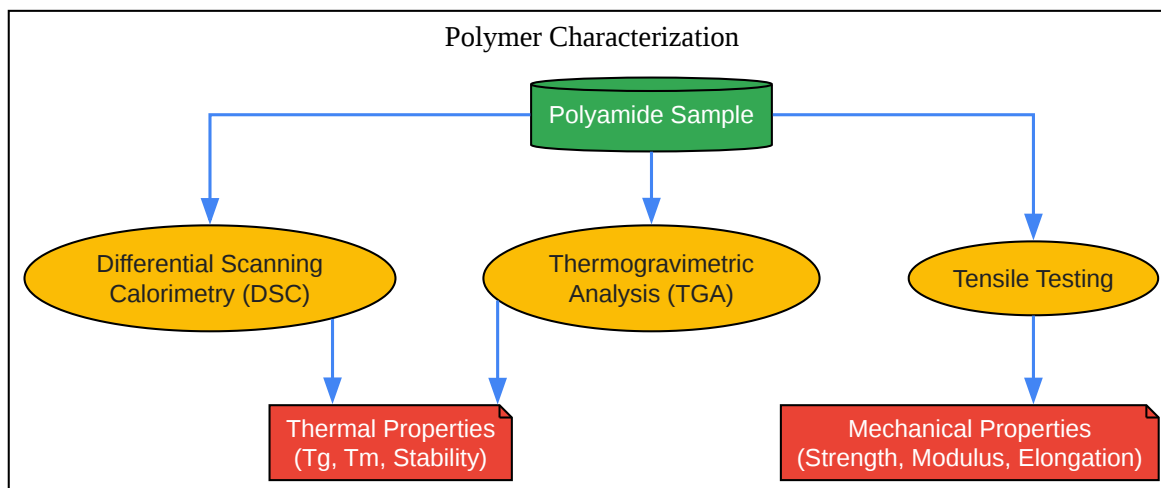 Polymer Characterization
Polyamide Sample
Differential Scanning
Calorimetry (DSC)
Thermogravimetric
Analysis (TGA)
Tensile Testing
Thermal Properties
(Tg, Tm, Stability)
Mechanical Properties
(Strength, Modulus, Elongation)